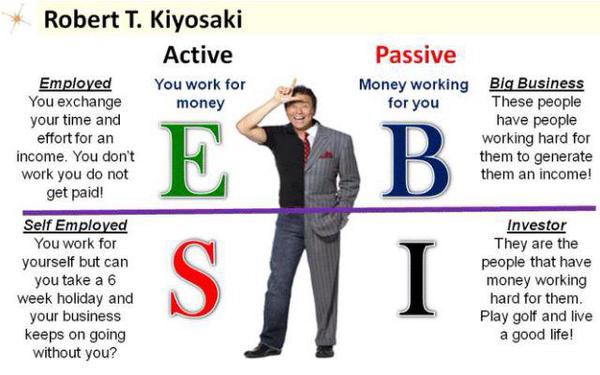 Robert T. Kiyosaki
Active
Passive
Employed
You exchange
your time and
effort for an
income. You don't
work you do not
get paid!
You work for
money
E
Money working
for you
B
Big Business
These people
have people
working hard for
them to generate
them an income!
Self Employed
You work for
yourself but can
you take a 6
week holiday and
your business
keeps on going
without you?
S
I
Investor
They are the
people that have
money working
hard for them.
Play golf and live
a good life!